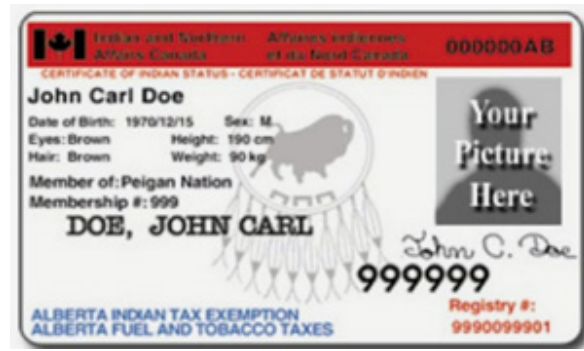 Indian and Northern Affaires indiennes
Affairs Canada et du Nord Canada
000000AB
CERTIFICATE OF INDIAN STATUS - CERTIFICAT DE STATUT D'INDIEN
John Carl Doe
Date of Birth: 1970/12/15 Sex: M
Eyes: Brown Height: 190 cm
Hair: Brown Weight: 90 kg
Member of: Peigan Nation
Membership #: 999
DOE, JOHN CARL
Your
Picture
Here
John C. Doe
999999
ALBERTA INDIAN TAX EXEMPTION
ALBERTA FUEL AND TOBACCO TAXES
Registry #:
9990099901